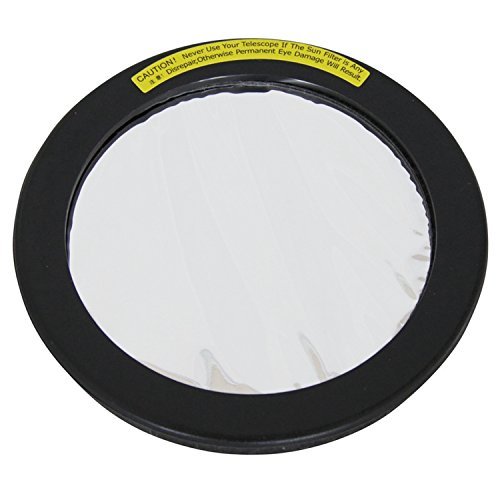 CAUTION! Never Use Your Telescope If The Sun Filter is Any
注意! Disrepair,Otherwise Permanent Eye Damage Will Result.